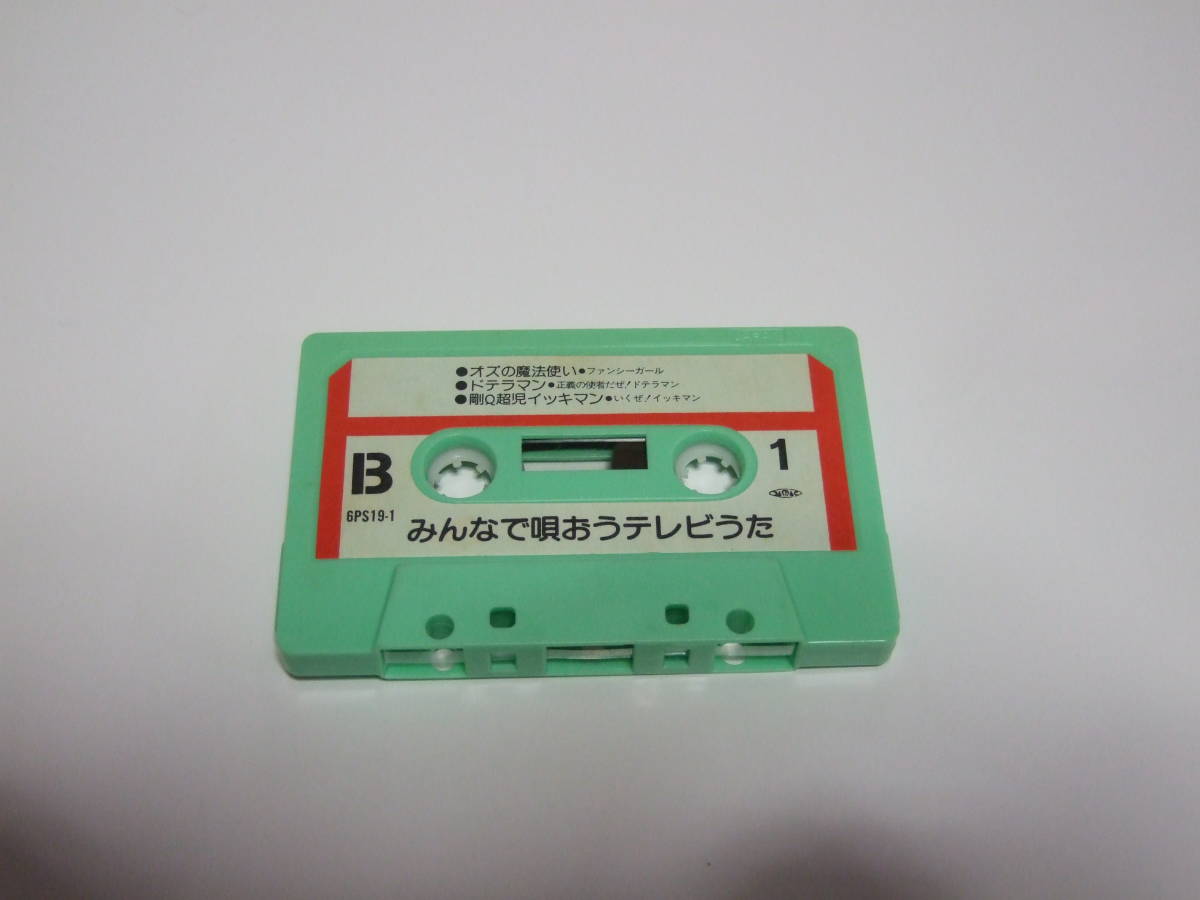 ●オズの魔法使い●ファンシーガール
●ドテラマン●正義の使者だぜ!ドテラマン
●剛Q超児イッキマン●いくぜ!イッキマン
B
1
6PS19-1
みんなで唄おうテレビうた